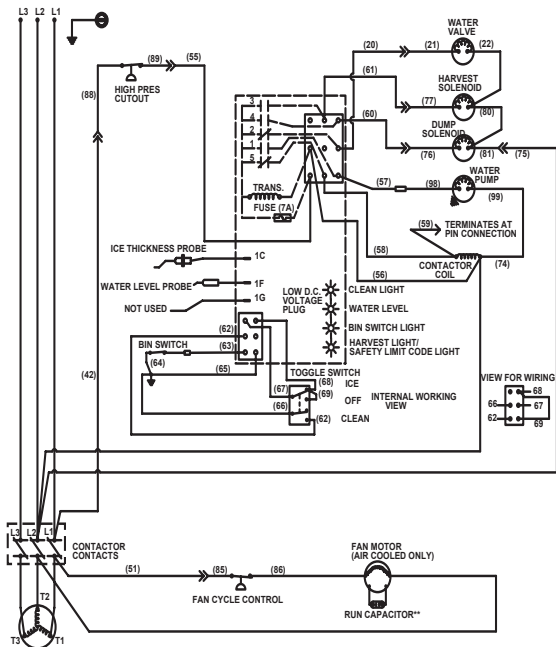 L3 L2 L1
WATER VALVE
(20) (21) (22)
(89) (55)
HIGH PRES CUTOUT
(88)
(61)
HARVEST SOLENOID
(77) (80)
3
4
2
1
5
(60)
DUMP SOLENOID
(76) (81) (75)
TRANS.
FUSE (7A)
(57) (98)
WATER PUMP
(99)
(59) TERMINATES AT PIN CONNECTION
(58)
(56)
CONTACTOR COIL
(74)
ICE THICKNESS PROBE
1C
WATER LEVEL PROBE
1F
NOT USED
1G
LOW D.C. VOLTAGE PLUG
CLEAN LIGHT
WATER LEVEL
BIN SWITCH LIGHT
HARVEST LIGHT/ SAFETY LIMIT CODE LIGHT
(62)
BIN SWITCH
(63)
(64)
(65)
(42)
TOGGLE SWITCH
(68) ICE
(67) (69) OFF
(66) CLEAN
(62)
INTERNAL WORKING VIEW
VIEW FOR WIRING
68
66 67
62 69
L3 L2 L1
CONTACTOR CONTACTS
(51) (85) (86)
FAN CYCLE CONTROL
FAN MOTOR
(AIR COOLED ONLY)
RUN CAPACITOR**
T2
T3 T1